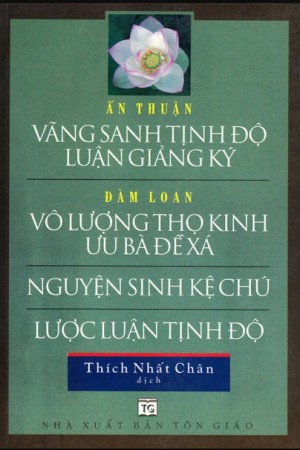 ẤN THUẬN
VÃNG SANH TỊNH ĐỘ
LUẬN GIẢNG KÝ
ĐÀM LOAN
VÔ LƯỢNG THỌ KINH
ƯU BÀ ĐỀ XÁ
NGUYỆN SINH KỆ CHÚ
LƯỢC LUẬN TỊNH ĐỘ
Thích Nhất Chân
dịch
TG
NHÀ XUẤT BẢN TÔN GIÁO